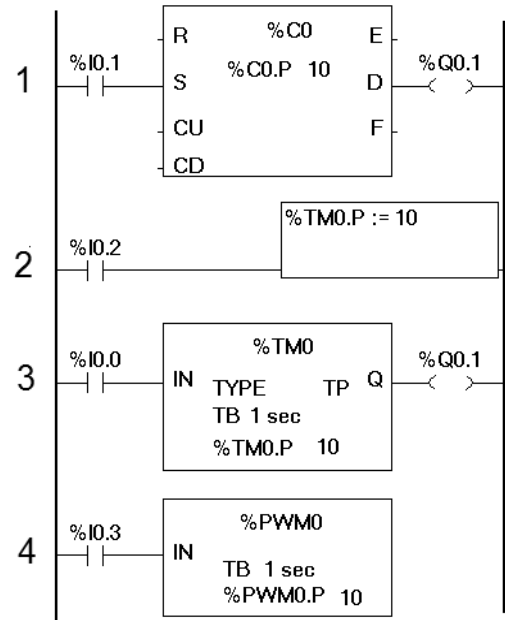 %C0
R E
%I0.1 %C0.P 10 %Q0.1
1 S D
CU F
CD
%TM0.P := 10
%I0.2
2
%TM0
%I0.0 %Q0.1
3 IN TYPE TP Q
TB 1 sec
%TM0.P 10
%PWM0
%I0.3
4 IN
TB 1 sec
%PWM0.P 10